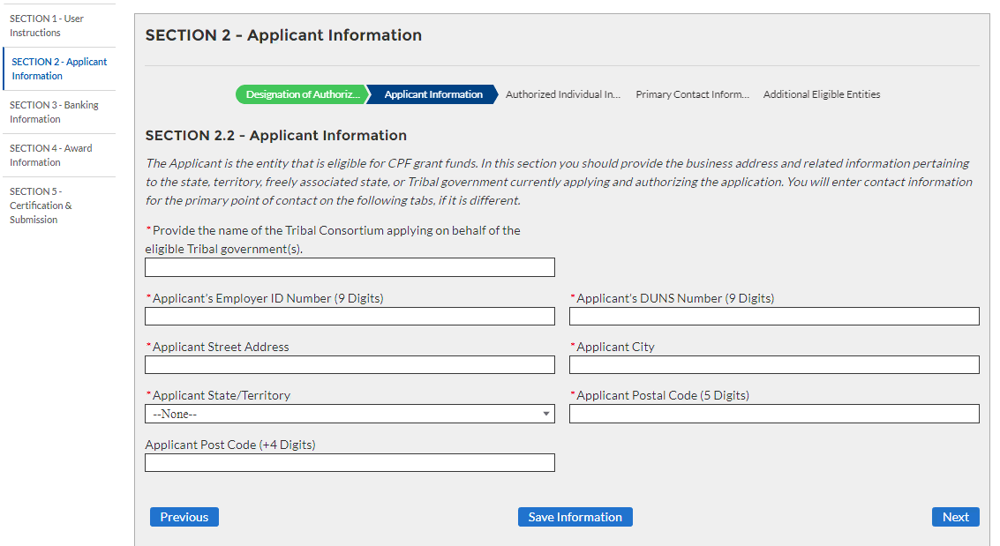 SECTION 1 - User
Instructions
SECTION 2 - Applicant
Information
SECTION 3 - Banking
Information
SECTION 4 - Award
Information
SECTION 5 -
Certification &
Submission
SECTION 2 - Applicant Information
Designation of Authoriz... Applicant Information Authorized Individual In... Primary Contact Inform... Additional Eligible Entities
SECTION 2.2 - Applicant Information
The Applicant is the entity that is eligible for CPF grant funds. In this section you should provide the business address and related information pertaining
to the state, territory, freely associated state, or Tribal government currently applying and authorizing the application. You will enter contact information
for the primary point of contact on the following tabs, if it is different.
*Provide the name of the Tribal Consortium applying on behalf of the
eligible Tribal government(s).
*Applicant's Employer ID Number (9 Digits) *Applicant's DUNS Number (9 Digits)
*Applicant Street Address *Applicant City
*Applicant State/Territory *Applicant Postal Code (5 Digits)
--None--
Applicant Post Code (+4 Digits)
Previous Save Information Next